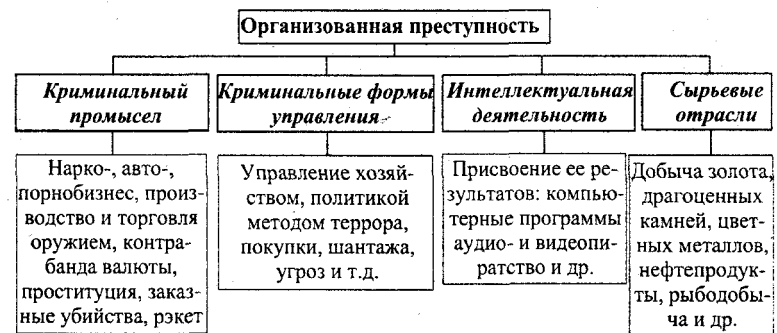 Организованная преступность
Криминальный
промысел
Нарко-, авто-,
порнобизнес, произ-
водство и торговля
оружием, контра-
банда валюты,
проституция, заказ-
ные убийства, рэкет
Криминальные формы
управления
Управление хозяй-
ством, политикой
методом террора,
покупки, шантажа,
угроз и т.д.
Интеллектуальная
деятельность
Присвоение ее ре-
зультатов: компью-
терные программы
аудио- и видеопи-
ратство и др.
Сырьевые
отрасли
Добыча золота,
драгоценных
камней, цвет-
ных металлов,
нефтепродук-
ты, рыбодобы-
ча и др.